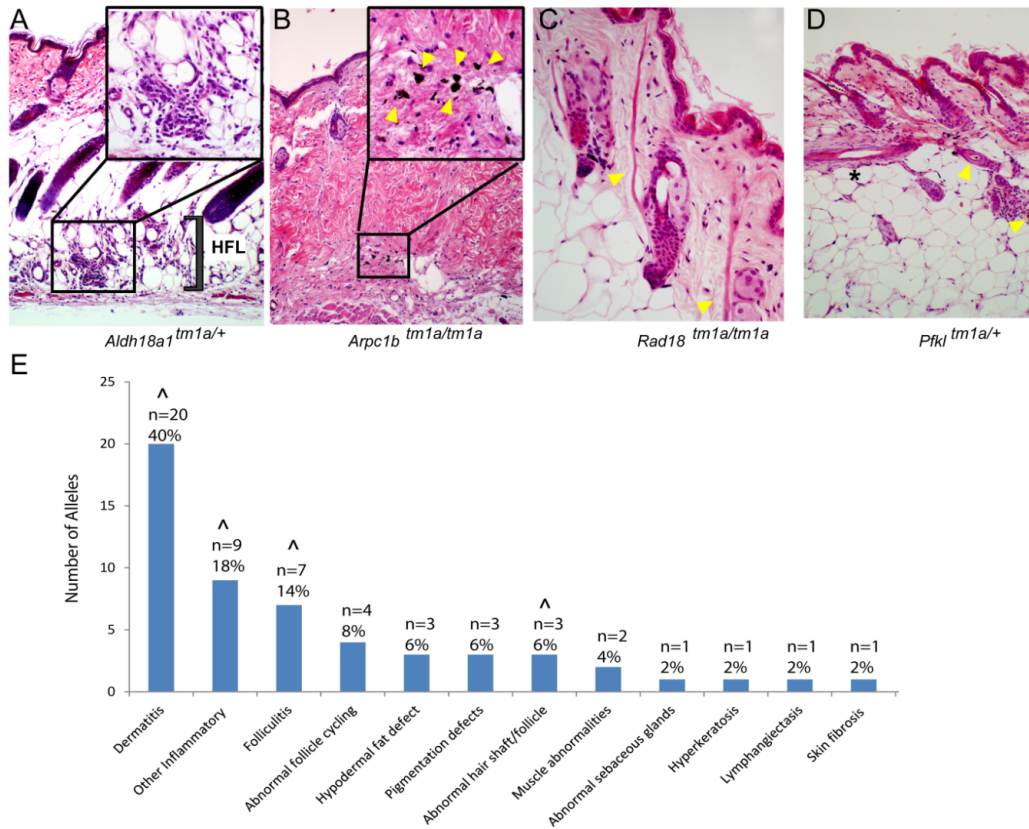 A
B
C
D
HFL
Aldh18a1 tm1a/+
Arpc1b tm1a/tm1a
Rad18 tm1a/tm1a
Pfkl tm1a/+
*
E
Number of Alleles
25
20
15
10
5
0
^
n=20
40%
^
n=9
18%
^
n=7
14%
n=4
8%
n=3
6%
n=3
6%
^
n=3
6%
n=2
4%
n=1
2%
n=1
2%
n=1
2%
n=1
2%
Dermatitis
Other Inflammatory
Folliculitis
Abnormal follicle cycling
Hypodermal fat defect
Pigmentation defects
Abnormal hair shaft/follicle
Muscle abnormalities
Abnormal sebaceous glands
Hyperkeratosis
Lymphangiectasis
Skin fibrosis